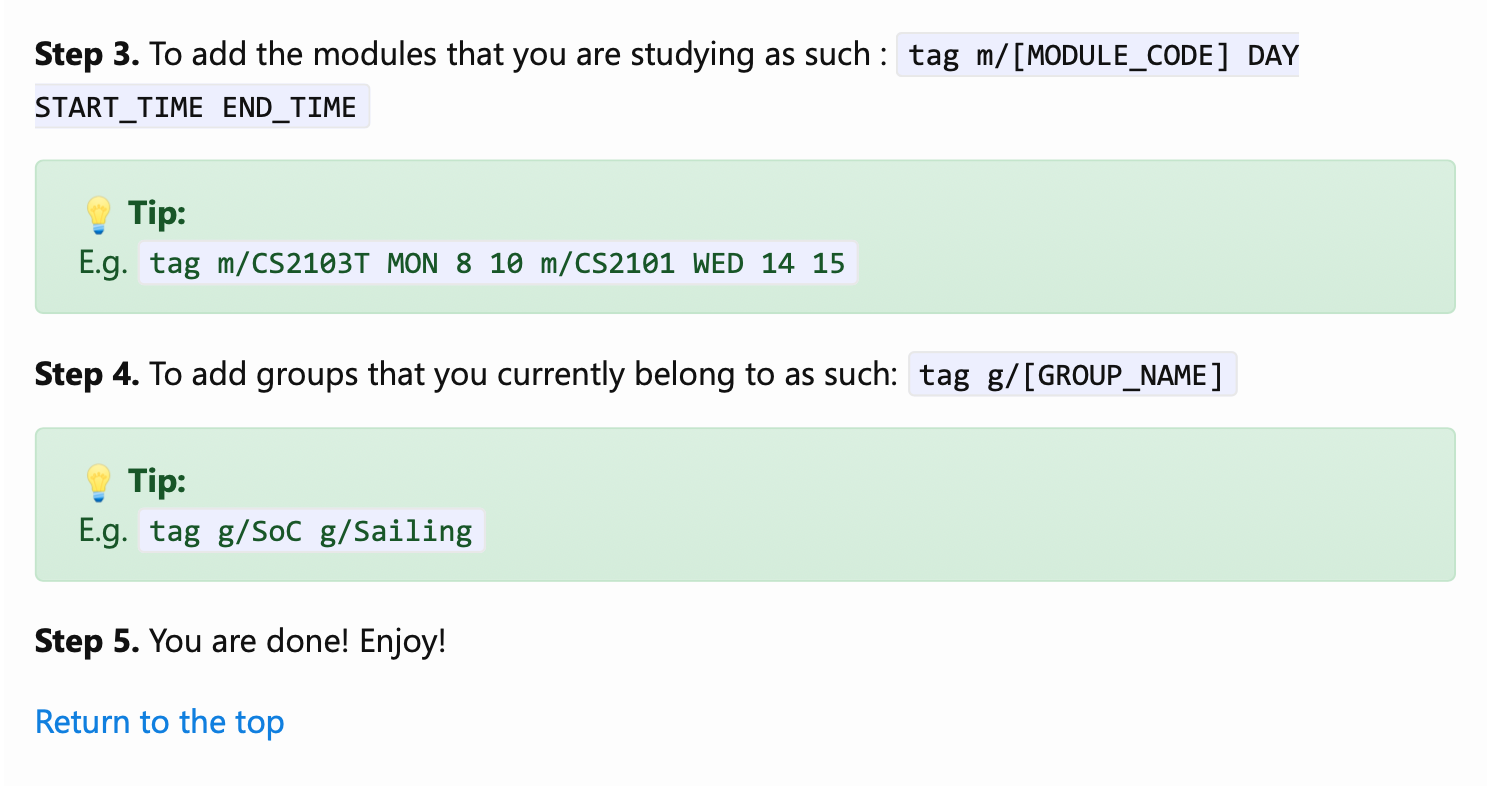 Step 3. To add the modules that you are studying as such : tag m/[MODULE_CODE] DAY
START_TIME END_TIME
💡 Tip:
E.g. tag m/CS2103T MON 8 10 m/CS2101 WED 14 15
Step 4. To add groups that you currently belong to as such: tag g/[GROUP_NAME]
💡 Tip:
E.g. tag g/SoC g/Sailing
Step 5. You are done! Enjoy!
Return to the top